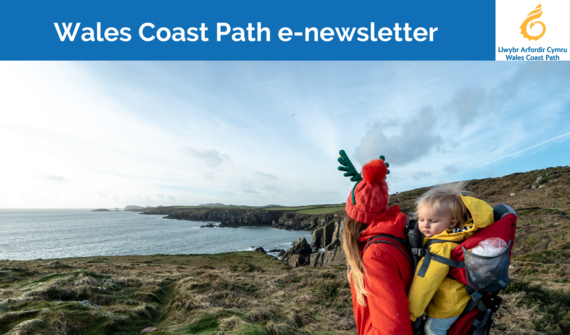 Wales Coast Path e-newsletter
Llwybr Arfordir Cymru
Wales Coast Path